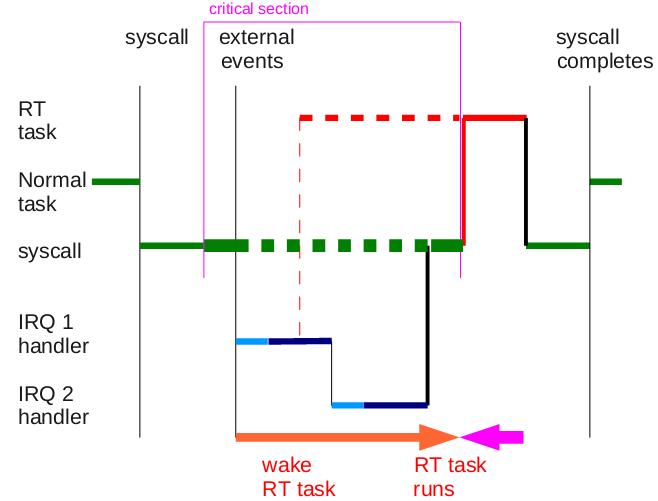 critical section
syscall
external
events
syscall
completes
RT
task
Normal
task
syscall
IRQ 1
handler
IRQ 2
handler
wake
RT task
RT task
runs